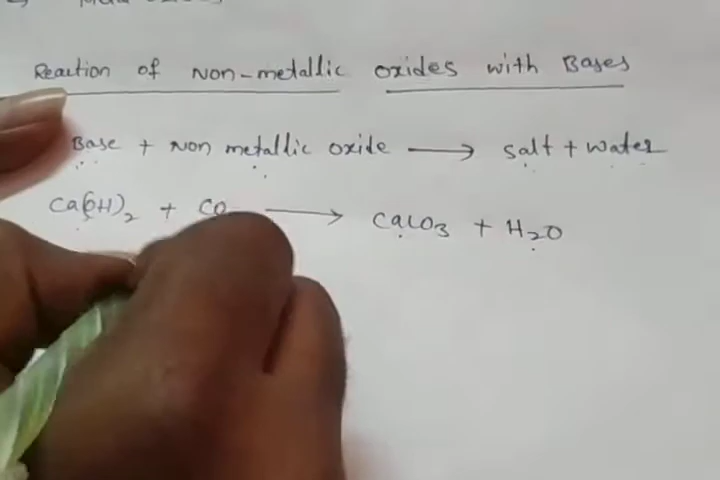 Reaction of Non-metallic oxides with Bases
Base + Non metallic oxide → salt + water
Ca(OH)₂ + CO → CaCO₃ + H₂O